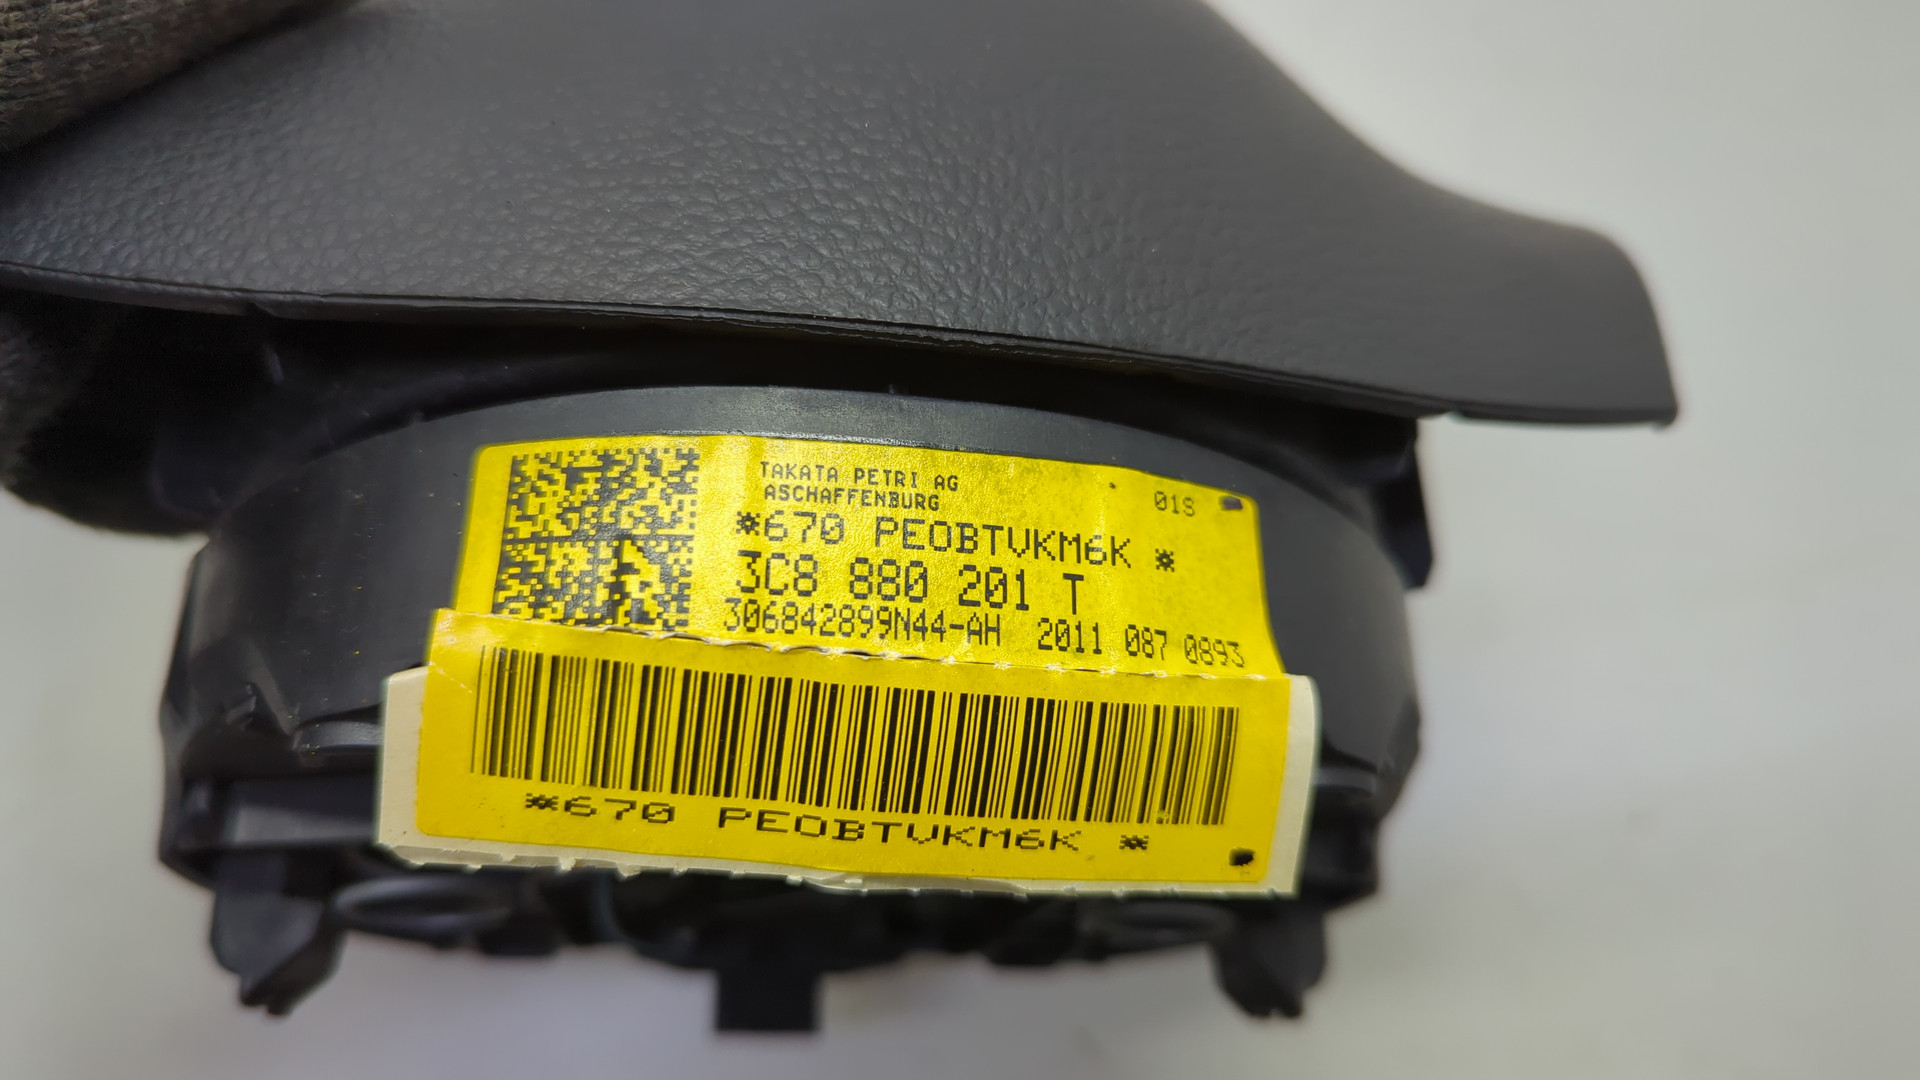 TAKATA PETRI AG
ASCHAFFENBURG
01S
*670 PEOBTVKM6K *
3C8 880 201 T
306842899N44-AH 2011 087 0893
*670 PEOBTVKM6K *